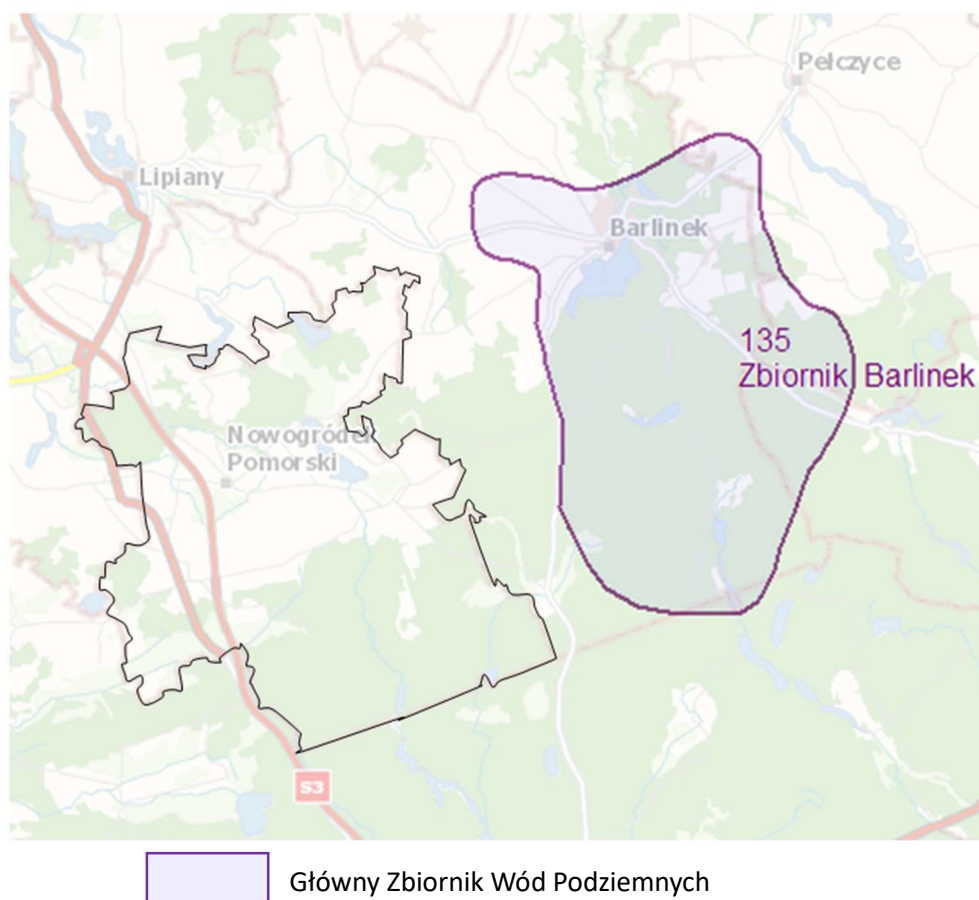 Pełczyce
Lipiany
Barlinek
135
Zbiornik Barlinek
Nowogródek
Pomorski
S3
Główny Zbiornik Wód Podziemnych